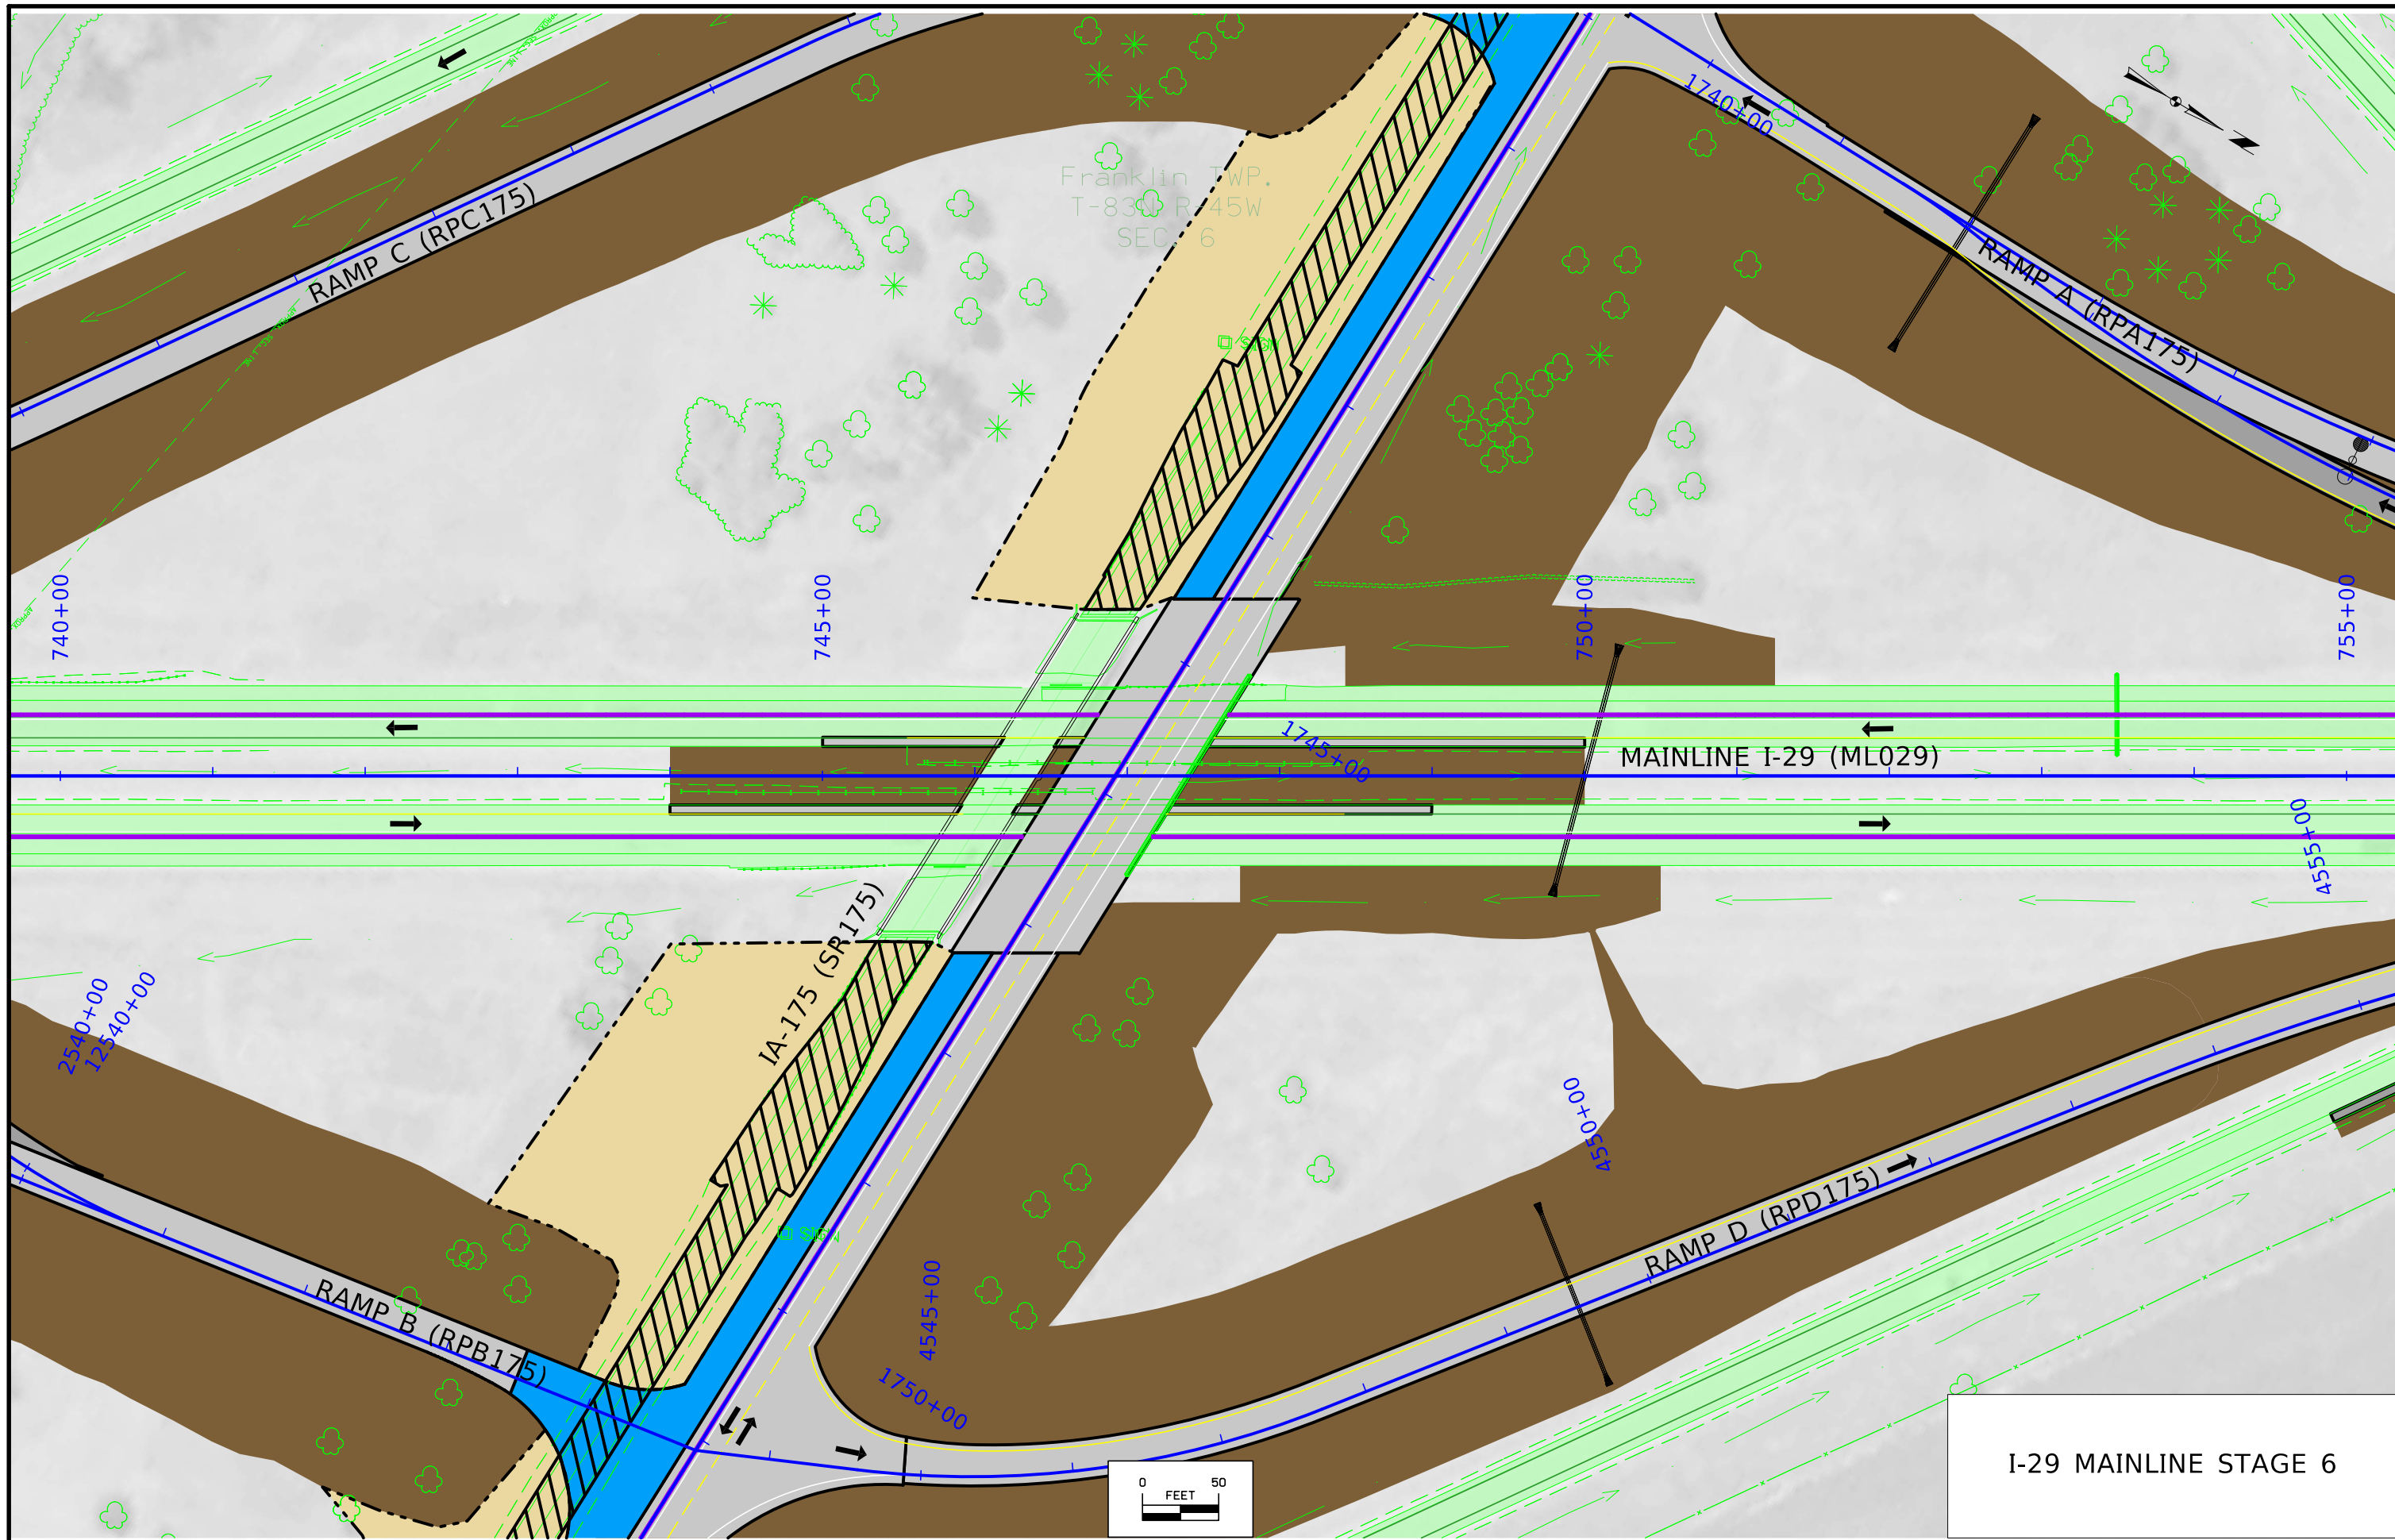 1740+00
Franklin TWP.
T-83N R-45W
SEC. 6
RAMP C (RPC175)
RAMP A (RPA175)
SIGN
740+00
745+00
750+00
755+00
1745+00
MAINLINE I-29 (ML029)
4555+00
IA-175 (SR175)
2540+00
12540+00
4550+00
RAMP D (RPD175)
SIGN
RAMP B (RPB175)
4545+00
1750+00
0 50
FEET
I-29 MAINLINE STAGE 6